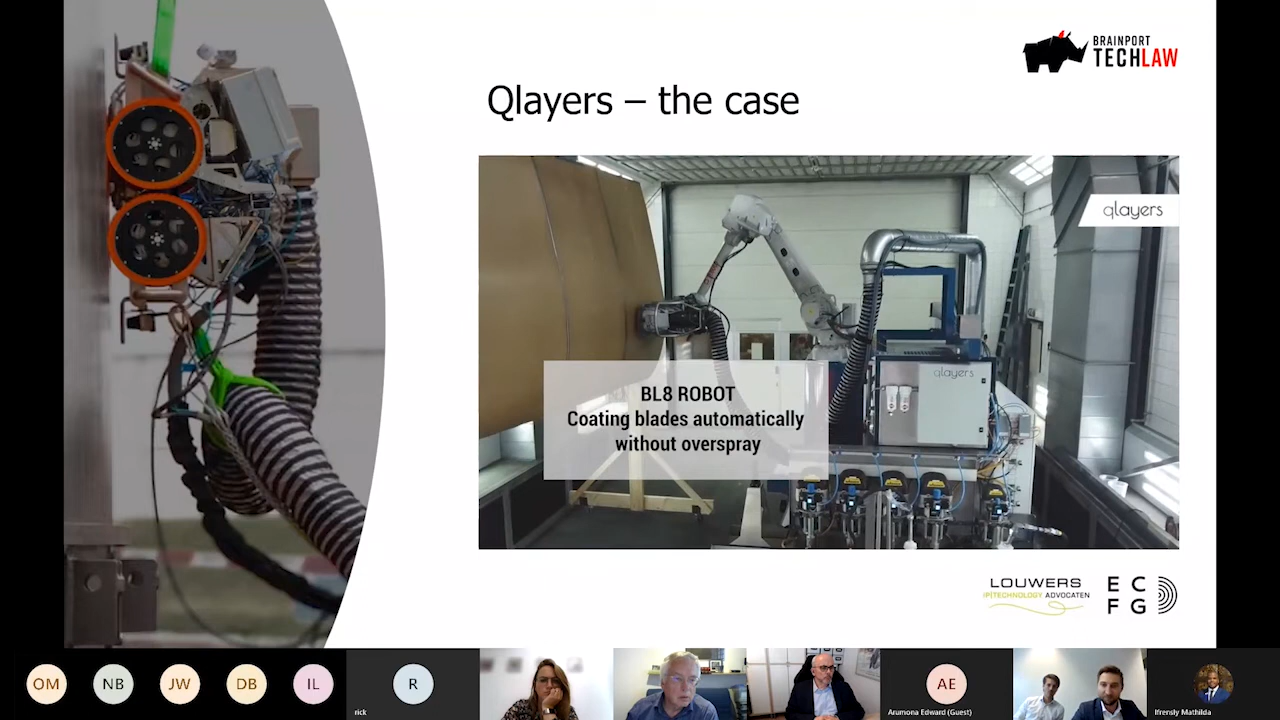 BRAINPORT
TECHLAW
Qlayers – the case
qlayers
qlayers
BL8 ROBOT
Coating blades automatically
without overspray
LOUWERS
IP|TECHNOLOGY ADVOCATEN
E C
F G
OM
NB
JW
DB
IL
R
rick
AE
Arumona Edward (Guest)
Ifrensly Mathilda